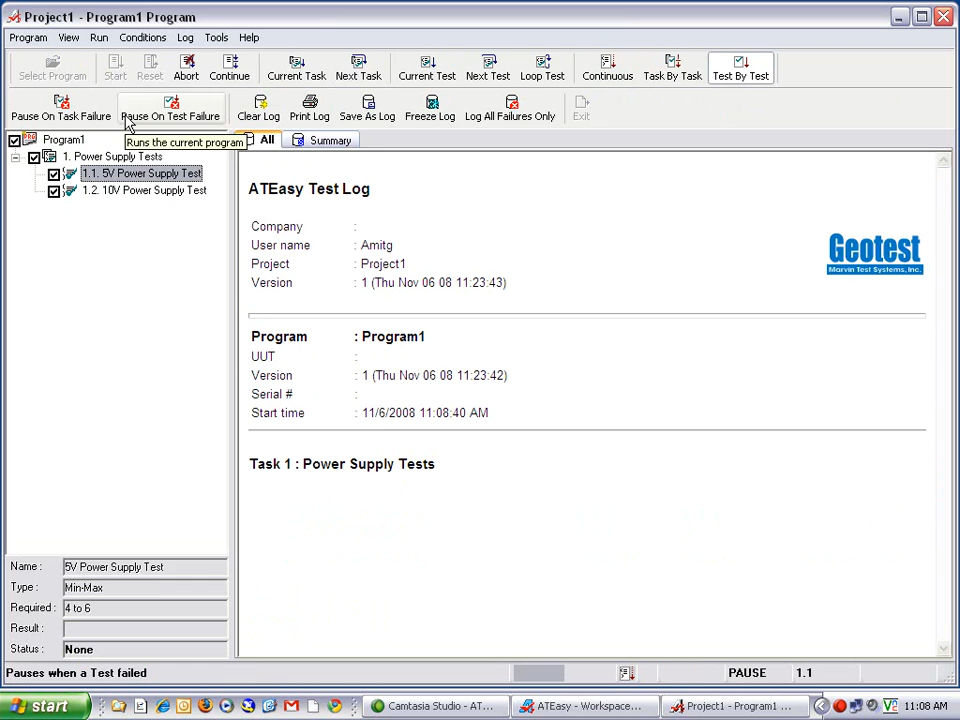 Project1 - Program1 Program
Program View Run Conditions Log Tools Help
Select Program Start Reset Abort Continue Current Task Next Task Current Test Next Test Loop Test Continuous Task By Task Test By Test
Pause On Task Failure Pause On Test Failure Clear Log Print Log Save As Log Freeze Log Log All Failures Only Exit
Runs the current program
Program1
1. Power Supply Tests
1.1. 5V Power Supply Test
1.2. 10V Power Supply Test
All Summary
ATEasy Test Log
Company :
User name : Amitg
Project : Project1
Version : 1 (Thu Nov 06 08 11:23:43)
Geotest
Marvin Test Systems, Inc.
Program : Program1
UUT :
Version : 1 (Thu Nov 06 08 11:23:42)
Serial # :
Start time : 11/6/2008 11:08:40 AM
Task 1 : Power Supply Tests
Name : 5V Power Supply Test
Type : Min-Max
Required : 4 to 6
Result :
Status : None
Pauses when a Test failed PAUSE 1.1
start Camtasia Studio - AT... ATEasy - Workspace... Project1 - Program1 ... 11:08 AM